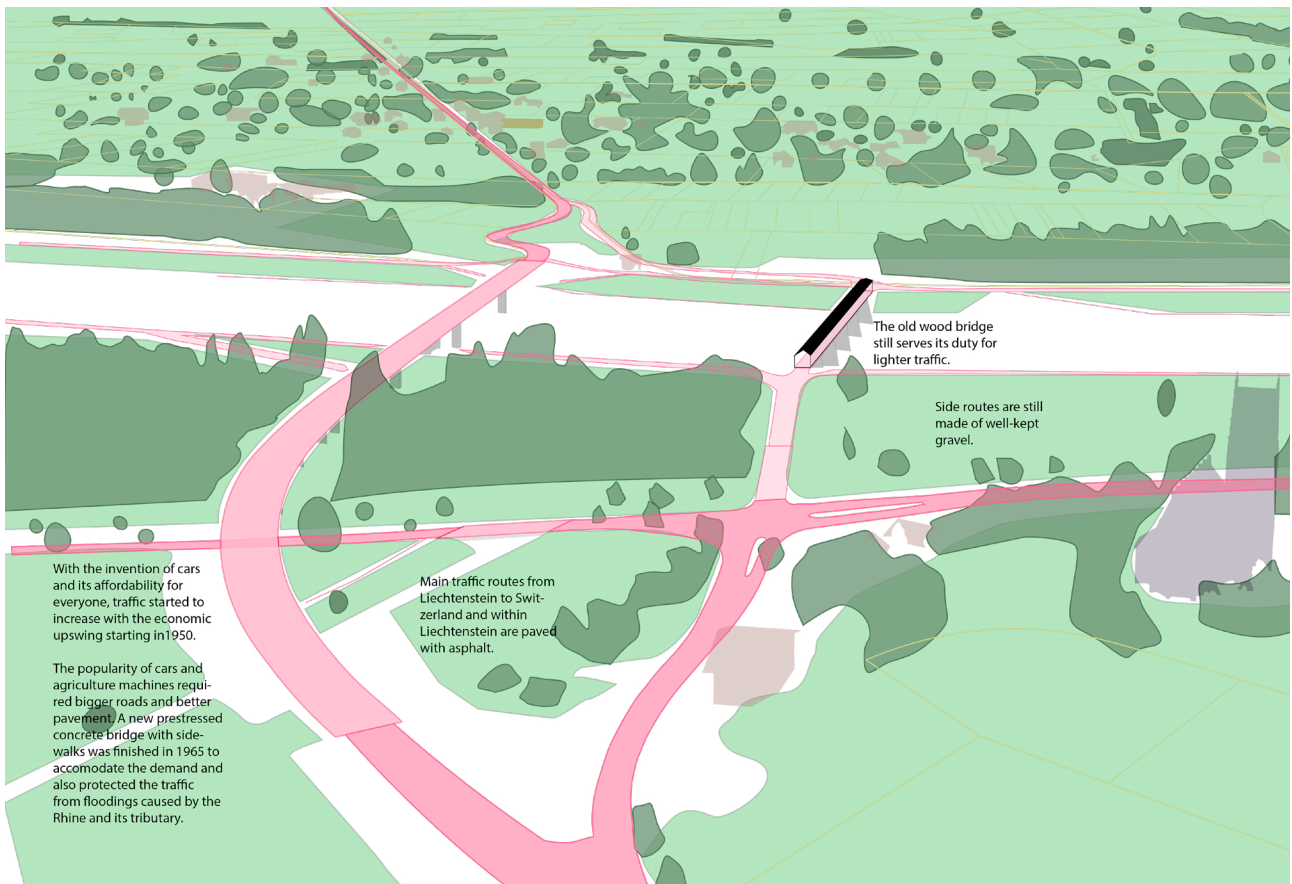 The old wood bridge
still serves its duty for
lighter traffic.
Side routes are still
made of well-kept
gravel.
With the invention of cars
and its affordability for
everyone, traffic started to
increase with the economic
upswing starting in1950.
The popularity of cars and
agriculture machines requi-
red bigger roads and better
pavement. A new prestressed
concrete bridge with side-
walks was finished in 1965 to
accomodate the demand and
also protected the traffic
from floodings caused by the
Rhine and its tributary.
Main traffic routes from
Liechtenstein to Swit-
zerland and within
Liechtenstein are paved
with asphalt.